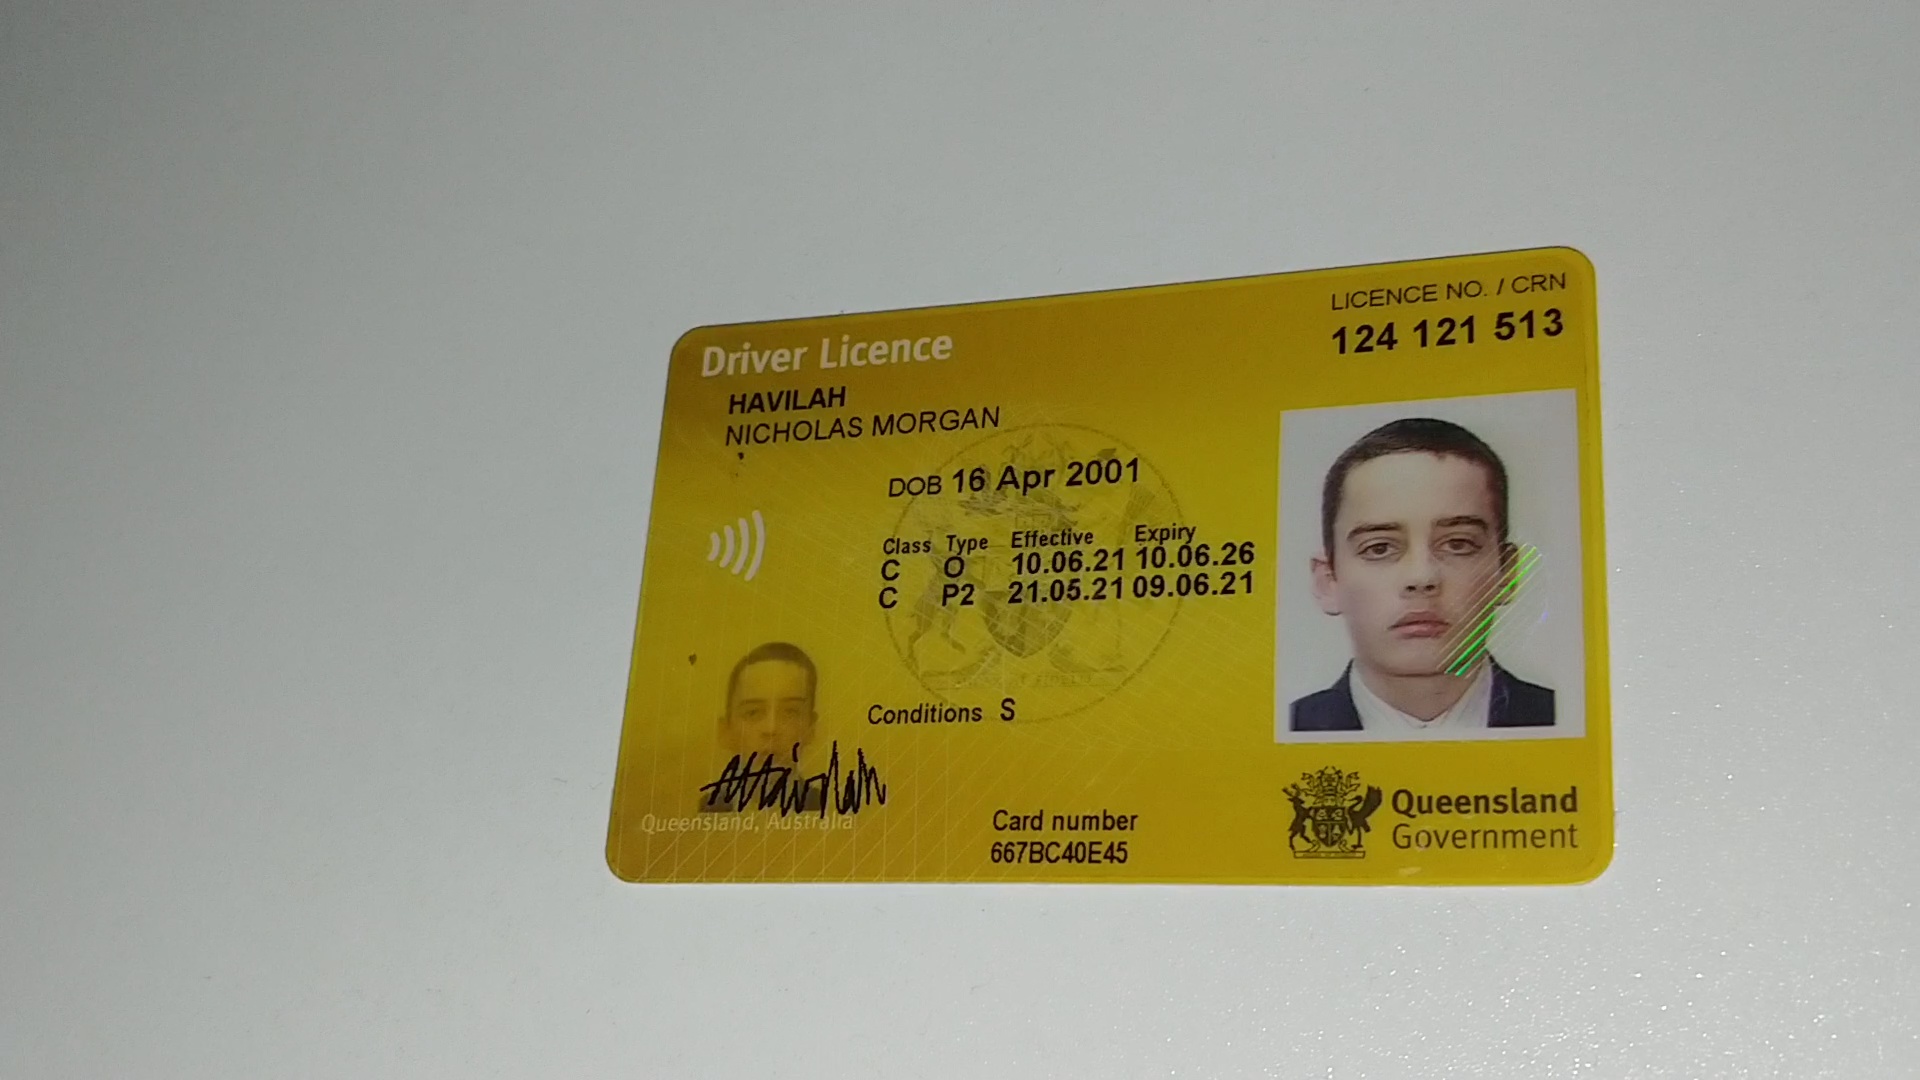 Driver Licence
LICENCE NO. / CRN
124 121 513
HAVILAH
NICHOLAS MORGAN
DOB 16 Apr 2001
Class Type Effective Expiry
C O 10.06.21 10.06.26
C P2 21.05.21 09.06.21
Conditions S
Queensland, Australia
Card number
667BC40E45
Queensland
Government